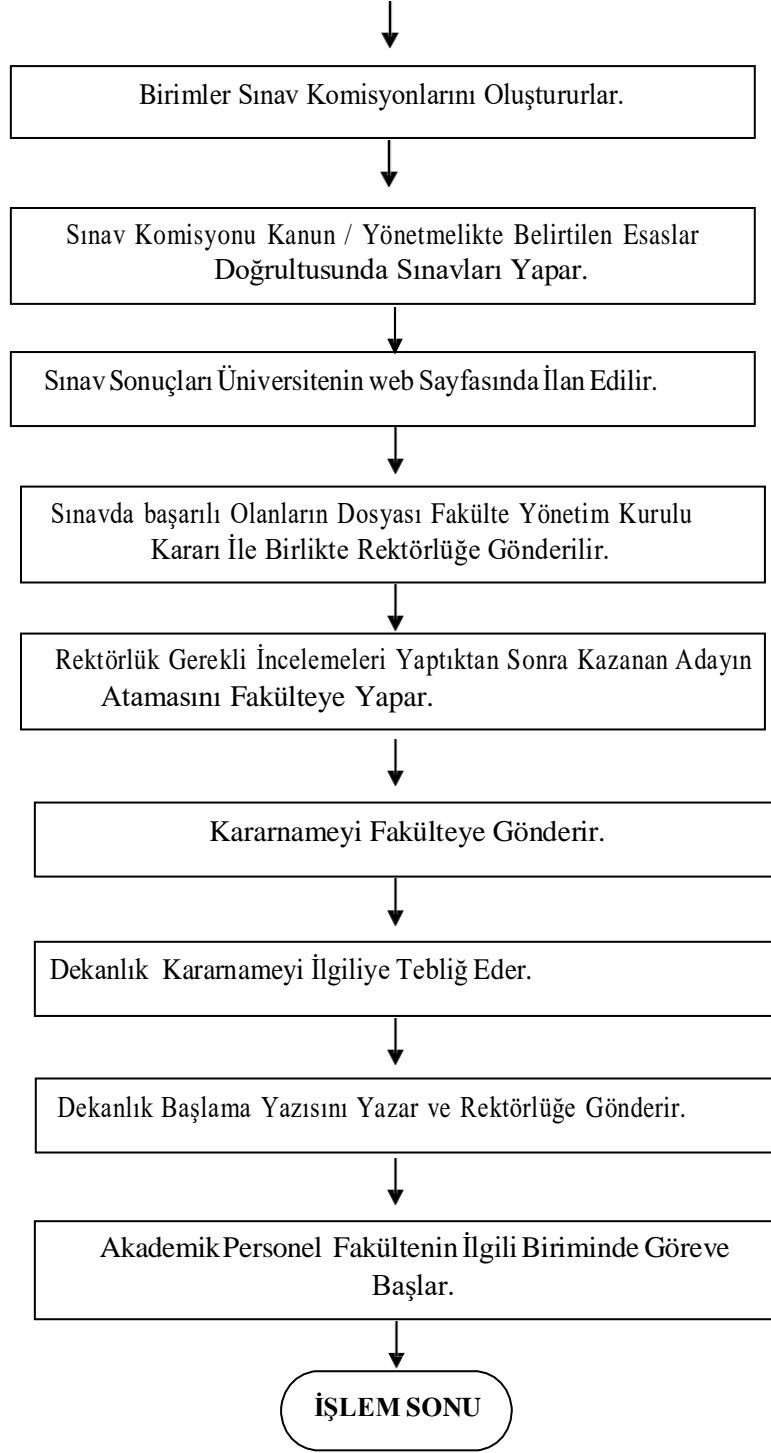 Birimler Sınav Komisyonlarını Oluştururlar.
Sınav Komisyonu Kanun / Yönetmelikte Belirtilen Esaslar
Doğrultusunda Sınavları Yapar.
Sınav Sonuçları Üniversitenin web Sayfasında İlan Edilir.
Sınavda başarılı Olanların Dosyası Fakülte Yönetim Kurulu
Kararı İle Birlikte Rektörlüğe Gönderilir.
Rektörlük Gerekli İncelemeleri Yaptıktan Sonra Kazanan Adayın
Atamasını Fakülteye Yapar.
Kararnameyi Fakülteye Gönderir.
Dekanlık Kararnameyi İlgiliye Tebliğ Eder.
Dekanlık Başlama Yazısını Yazar ve Rektörlüğe Gönderir.
Akademik Personel Fakültenin İlgili Biriminde Göreve
Başlar.
İŞLEM SONU